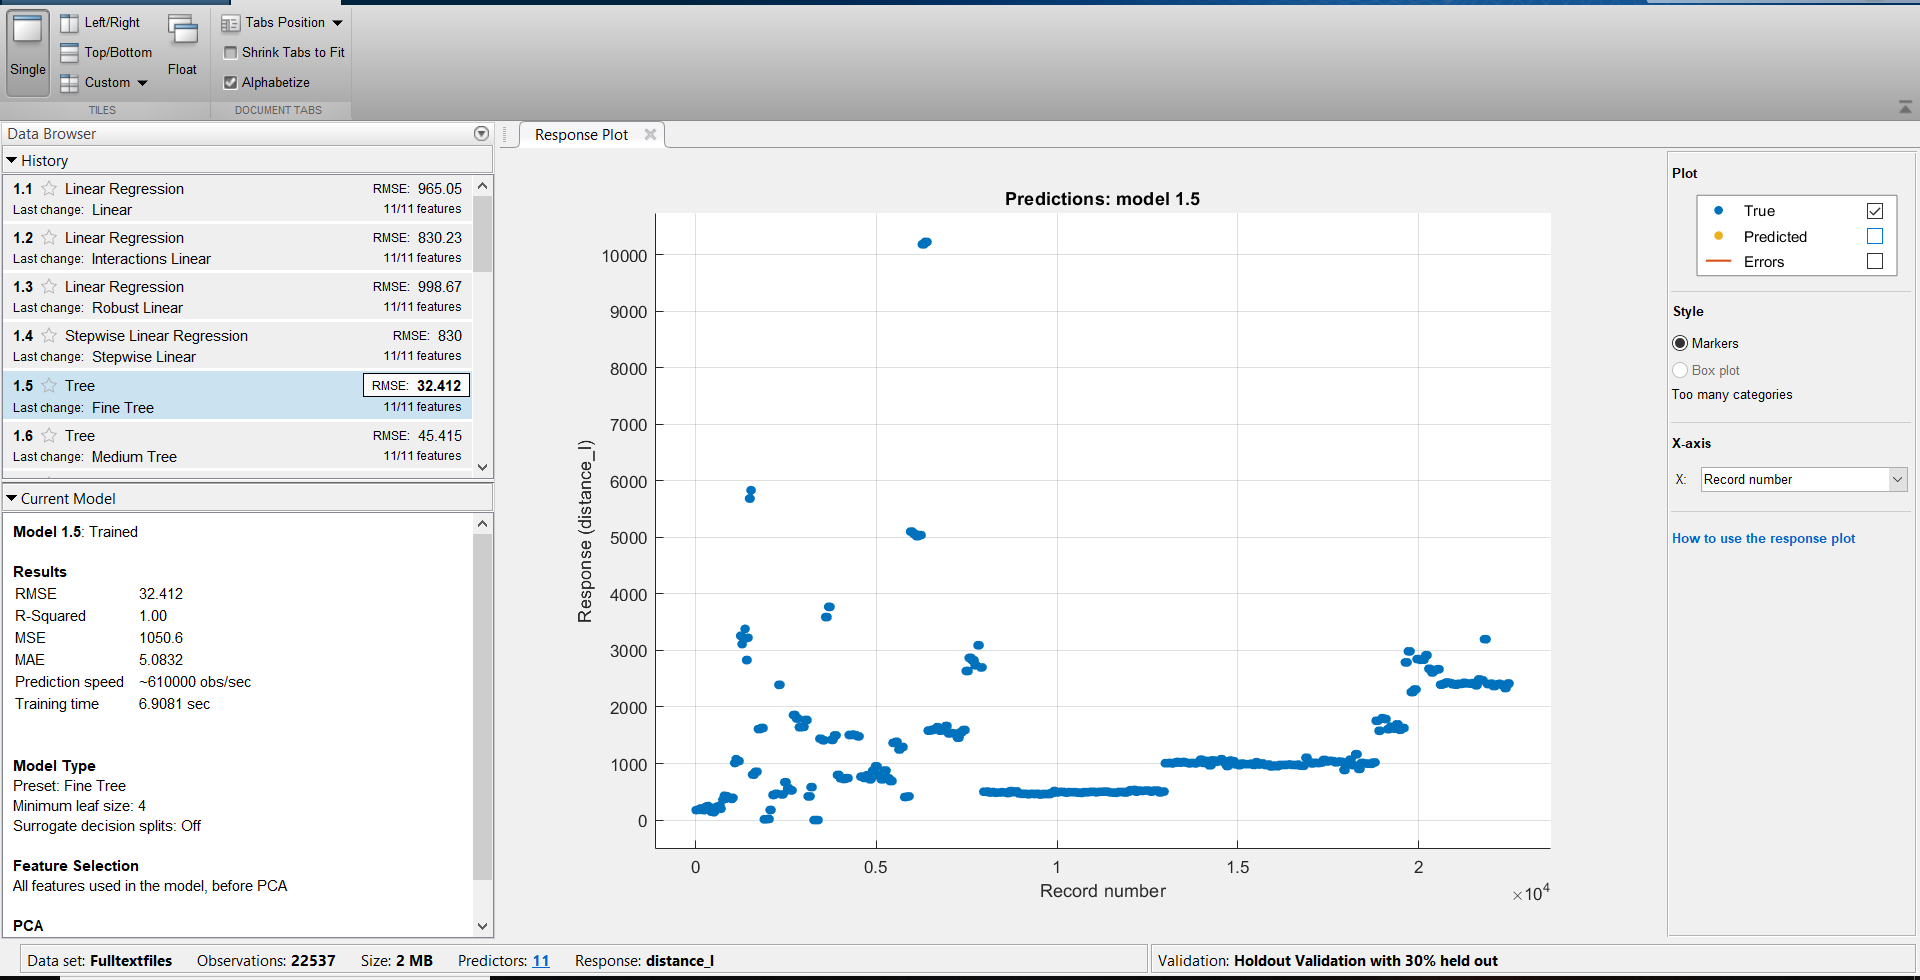 Single
Left/Right
Top/Bottom
Custom
Float
TILES
Tabs Position
Shrink Tabs to Fit
Alphabetize
DOCUMENT TABS
Data Browser
History
1.1 Linear Regression RMSE: 965.05
Last change: Linear 11/11 features
1.2 Linear Regression RMSE: 830.23
Last change: Interactions Linear 11/11 features
1.3 Linear Regression RMSE: 998.67
Last change: Robust Linear 11/11 features
1.4 Stepwise Linear Regression RMSE: 830
Last change: Stepwise Linear 11/11 features
1.5 Tree RMSE: 32.412
Last change: Fine Tree 11/11 features
1.6 Tree RMSE: 45.415
Last change: Medium Tree 11/11 features
Current Model
Model 1.5: Trained
Results
RMSE 32.412
R-Squared 1.00
MSE 1050.6
MAE 5.0832
Prediction speed ~610000 obs/sec
Training time 6.9081 sec
Model Type
Preset: Fine Tree
Minimum leaf size: 4
Surrogate decision splits: Off
Feature Selection
All features used in the model, before PCA
PCA
Response Plot
Predictions: model 1.5
Response (distance_l)
10000
9000
8000
7000
6000
5000
4000
3000
2000
1000
0
0 0.5 1 1.5 2
×10⁴
Record number
Plot
True
Predicted
Errors
Style
Markers
Box plot
Too many categories
X-axis
X: Record number
How to use the response plot
Data set: Fulltextfiles Observations: 22537 Size: 2 MB Predictors: 11 Response: distance_l
Validation: Holdout Validation with 30% held out